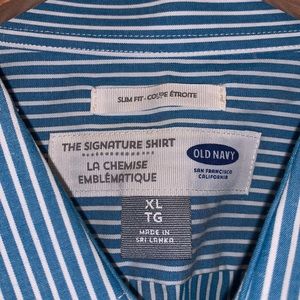 SLIM FIT • COUPE ÉTROITE
THE SIGNATURE SHIRT
LA CHEMISE
EMBLÉMATIQUE
OLD NAVY
SAN FRANCISCO
CALIFORNIA
XL
TG
MADE IN
SRI LANKA